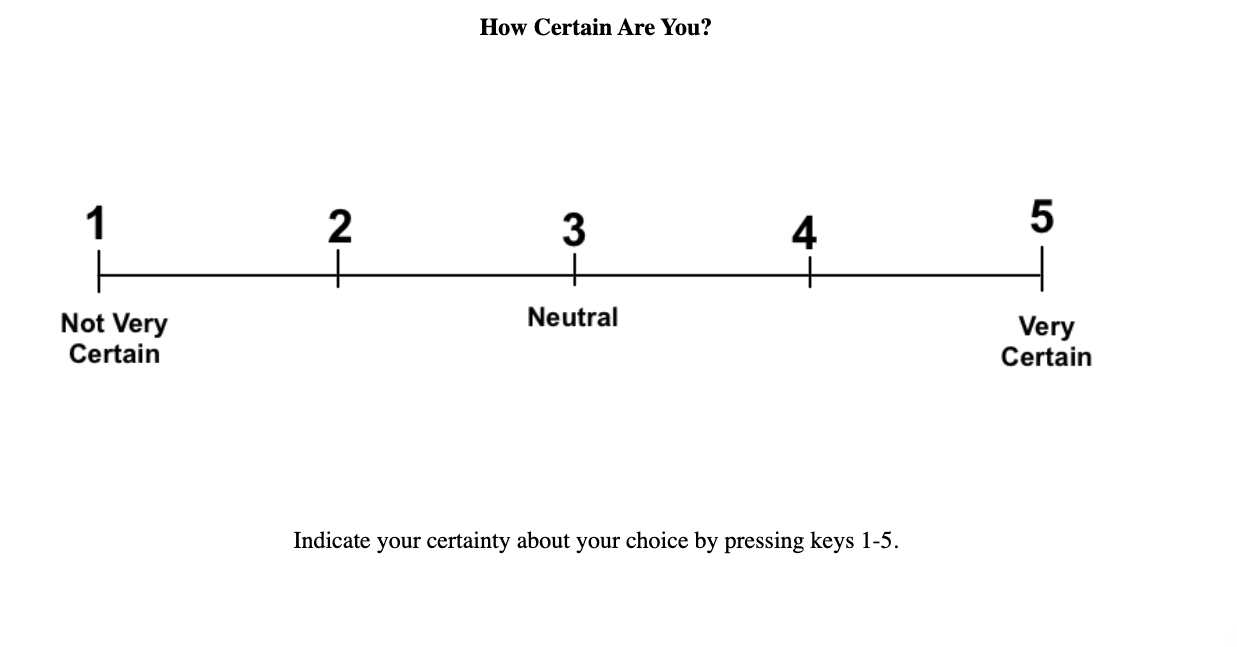 How Certain Are You?
1 2 3 4 5
Not Very
Certain
Neutral
Very
Certain
Indicate your certainty about your choice by pressing keys 1-5.